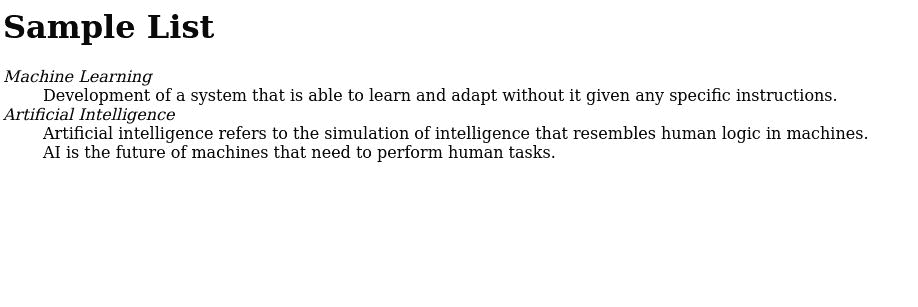 Sample List
Machine Learning
Development of a system that is able to learn and adapt without it given any specific instructions.
Artificial Intelligence
Artificial intelligence refers to the simulation of intelligence that resembles human logic in machines.
AI is the future of machines that need to perform human tasks.